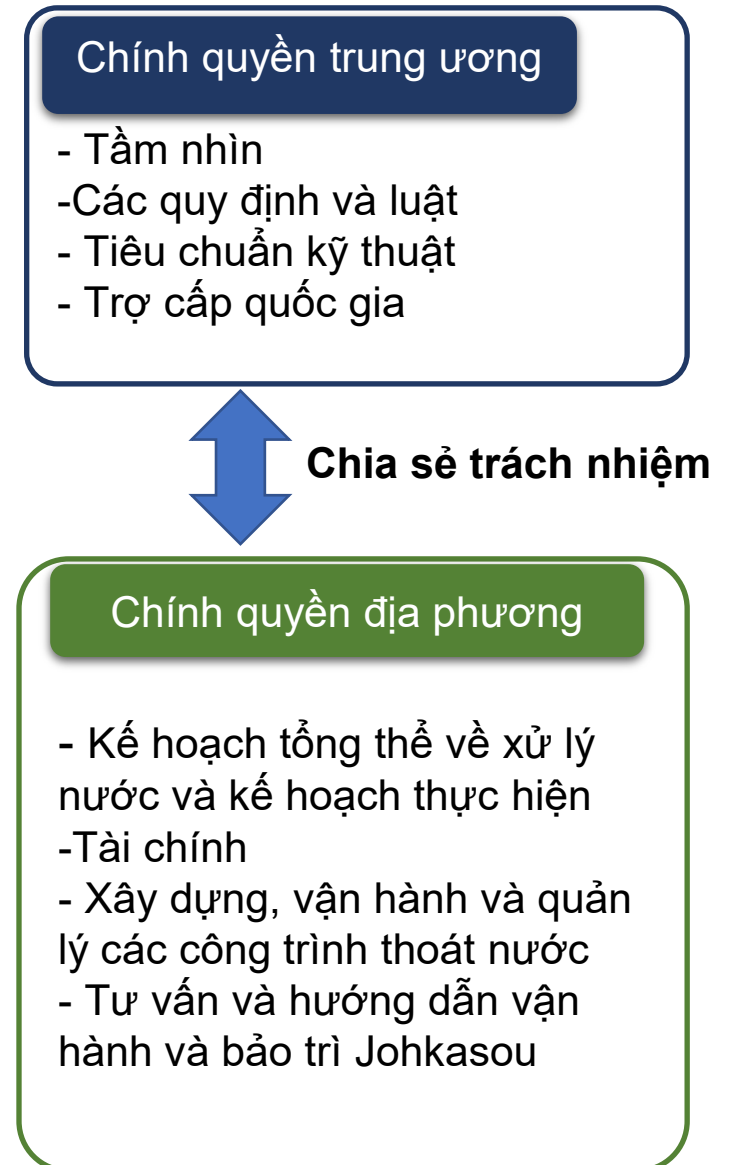 Chính quyền trung ương
- Tầm nhìn
-Các quy định và luật
- Tiêu chuẩn kỹ thuật
- Trợ cấp quốc gia
Chia sẻ trách nhiệm
Chính quyền địa phương
- Kế hoạch tổng thể về xử lý
nước và kế hoạch thực hiện
-Tài chính
- Xây dựng, vận hành và quản
lý các công trình thoát nước
- Tư vấn và hướng dẫn vận
hành và bảo trì Johkasou